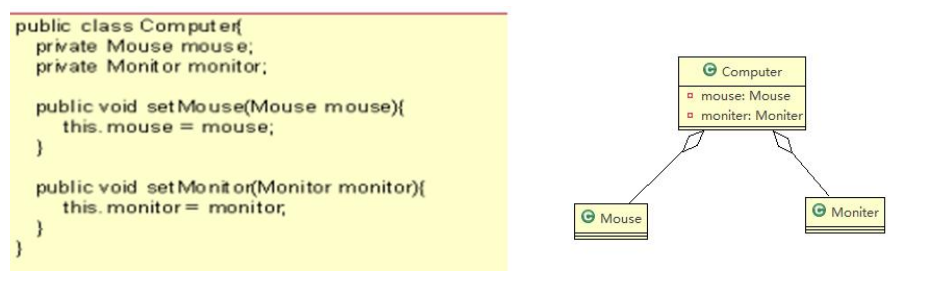 public class Computer{
private Mouse mouse;
private Monitor monitor;
public void setMouse(Mouse mouse){
this.mouse = mouse;
}
public void setMonitor(Monitor monitor){
this.monitor = monitor;
}
}
C Computer
mouse: Mouse
moniter: Moniter
C Mouse
C Moniter